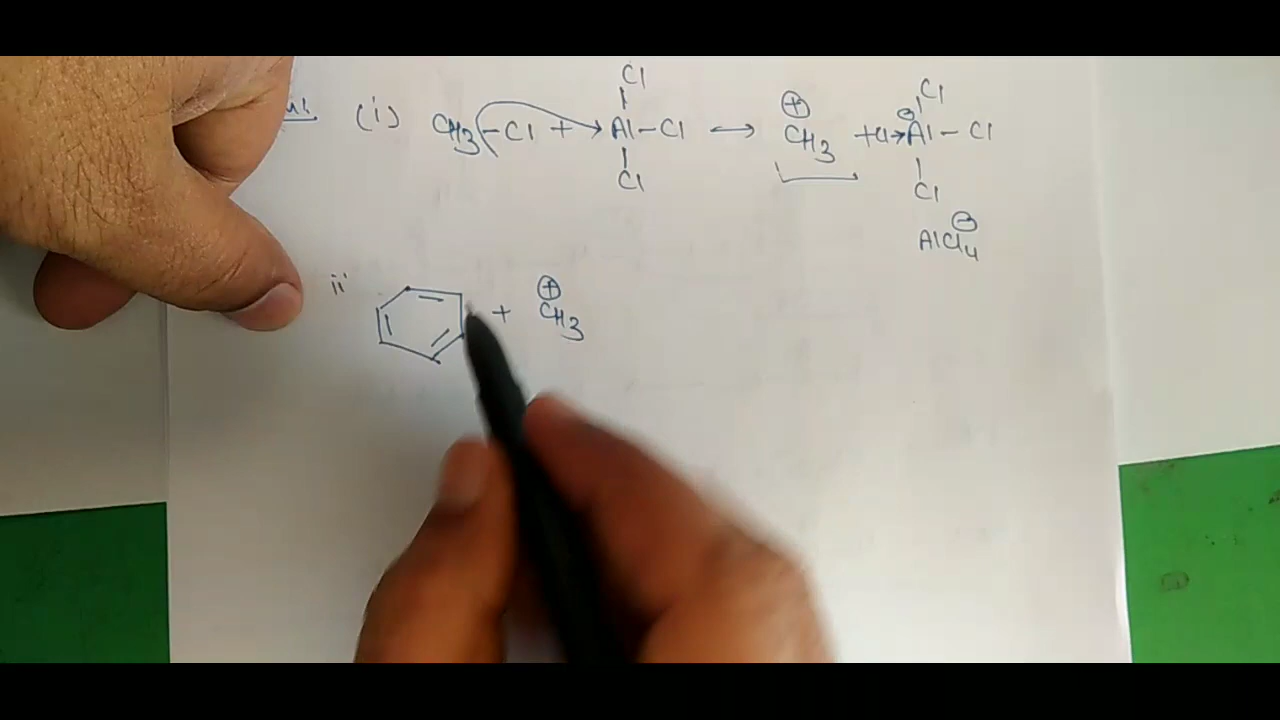 (i) CH3–Cl + Al–Cl → CH3 + Cl→Al–Cl
Cl Cl
Cl Cl
⊕ ⊖
AlCl4
⊖
ii + CH3
⊕